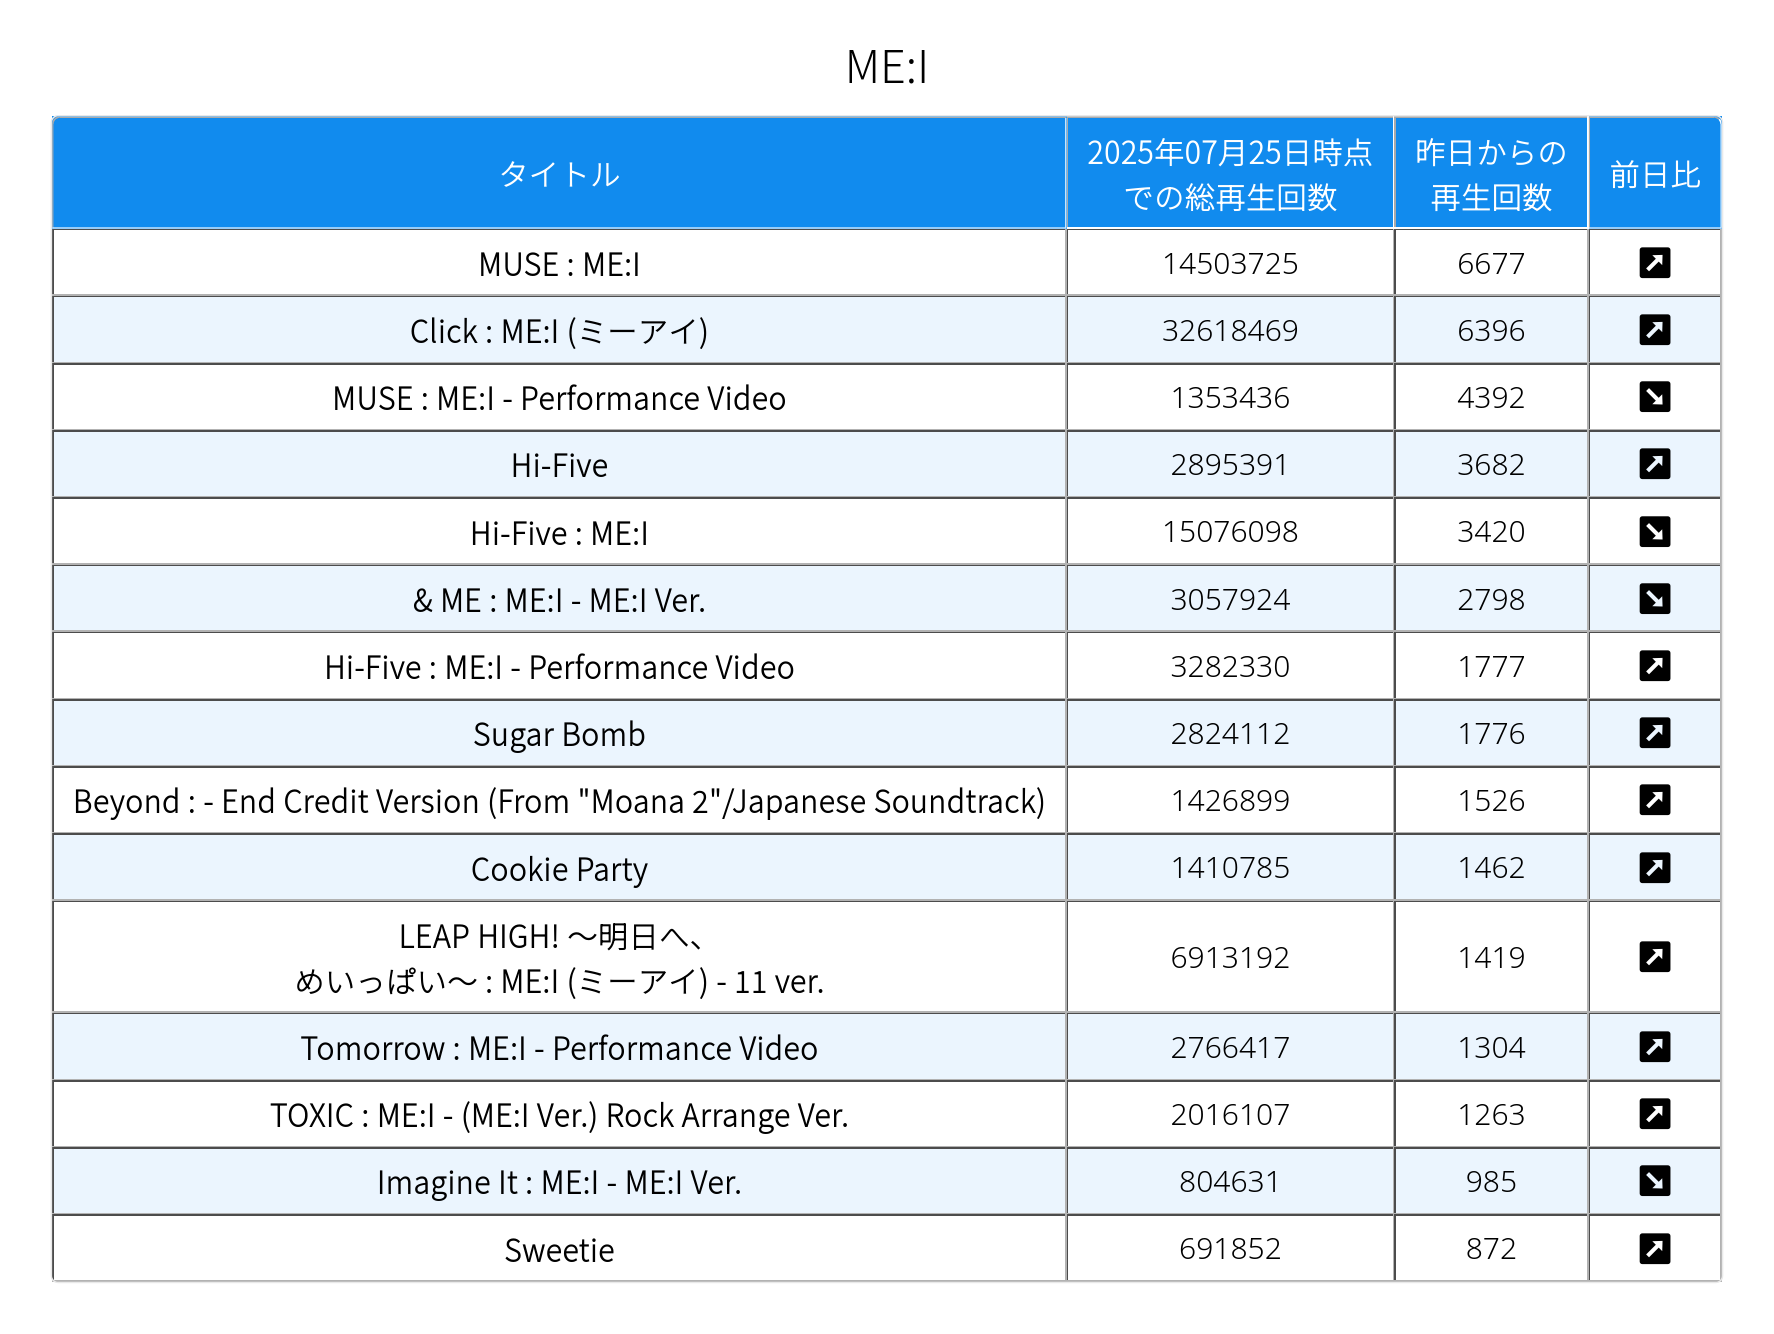 ME:I
タイトル
2025年07月25日時点
での総再生回数
昨日からの
再生回数
前日比
MUSE : ME:I 14503725 6677
Click : ME:I (ミーアイ) 32618469 6396
MUSE : ME:I - Performance Video 1353436 4392
Hi-Five 2895391 3682
Hi-Five : ME:I 15076098 3420
& ME : ME:I - ME:I Ver. 3057924 2798
Hi-Five : ME:I - Performance Video 3282330 1777
Sugar Bomb 2824112 1776
Beyond : - End Credit Version (From "Moana 2"/Japanese Soundtrack) 1426899 1526
Cookie Party 1410785 1462
LEAP HIGH! 〜明日へ、
めいっぱい〜 : ME:I (ミーアイ) - 11 ver. 6913192 1419
Tomorrow : ME:I - Performance Video 2766417 1304
TOXIC : ME:I - (ME:I Ver.) Rock Arrange Ver. 2016107 1263
Imagine It : ME:I - ME:I Ver. 804631 985
Sweetie 691852 872